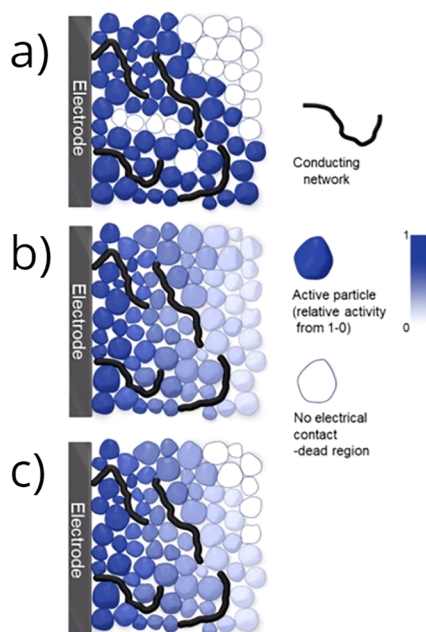 a)
Electrode
Conducting
network
b)
Electrode
1
0
Active particle
(relative activity
from 1-0)
No electrical
contact
-dead region
c)
Electrode